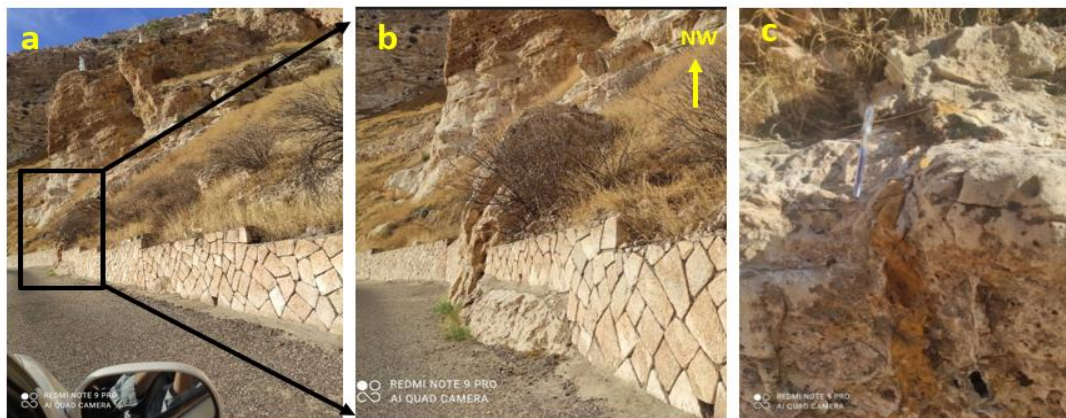 a
b
NW
c
REDMI NOTE 9 PRO
AI QUAD CAMERA
REDMI NOTE 9 PRO
AI QUAD CAMERA
REDMI NOTE 9 PRO
AI QUAD CAMERA